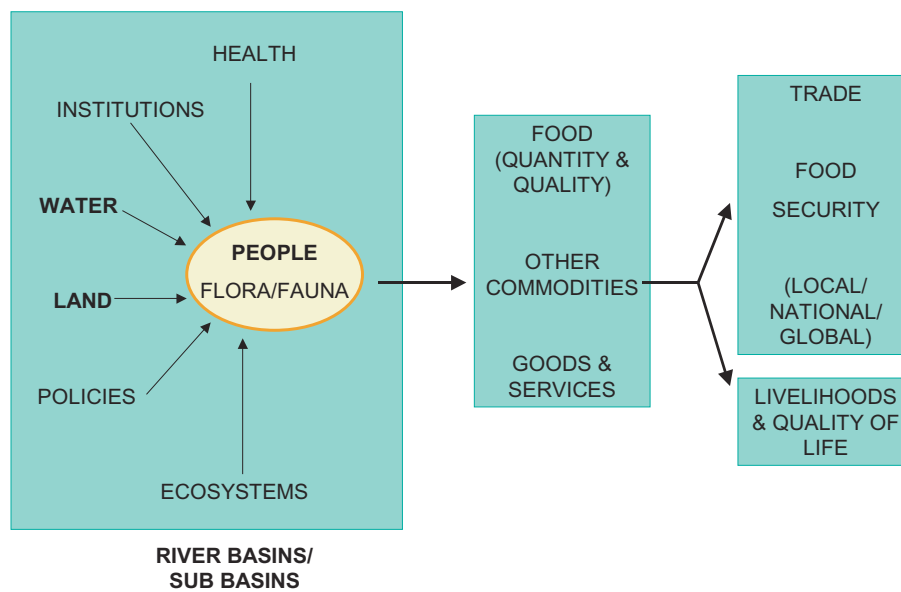 HEALTH
INSTITUTIONS
WATER
PEOPLE
FLORA/FAUNA
LAND
POLICIES
ECOSYSTEMS
RIVER BASINS/
SUB BASINS
FOOD
(QUANTITY &
QUALITY)
OTHER
COMMODITIES
GOODS &
SERVICES
TRADE
FOOD
SECURITY
(LOCAL/
NATIONAL/
GLOBAL)
LIVELIHOODS
& QUALITY OF
LIFE